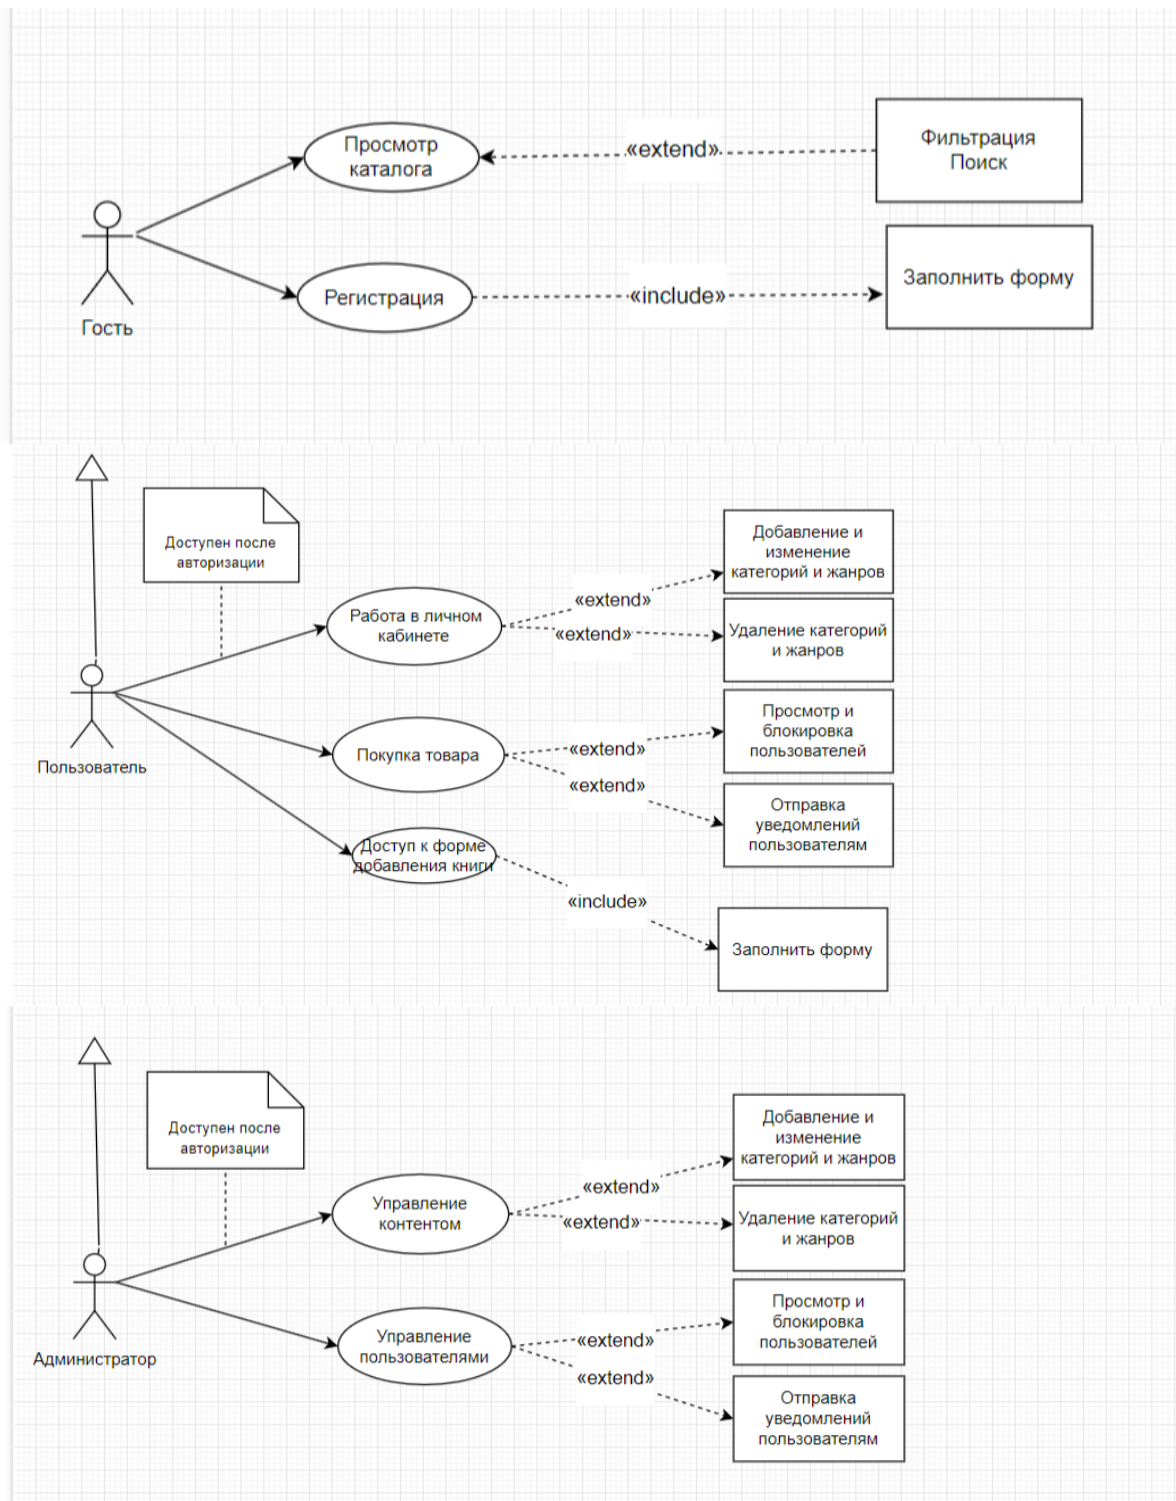 Просмотр
каталога
«extend»
Фильтрация
Поиск
Регистрация
«include»
Заполнить форму
Гость
Доступен после
авторизации
Работа в личном
кабинете
«extend»
«extend»
Добавление и
изменение
категорий и жанров
Удаление категорий
и жанров
Пользователь
Покупка товара
«extend»
«extend»
Просмотр и
блокировка
пользователей
Отправка
уведомлений
пользователям
Доступ к форме
добавления книги
«include»
Заполнить форму
Доступен после
авторизации
Управление
контентом
«extend»
«extend»
Добавление и
изменение
категорий и жанров
Удаление категорий
и жанров
Администратор
Управление
пользователями
«extend»
«extend»
Просмотр и
блокировка
пользователей
Отправка
уведомлений
пользователям